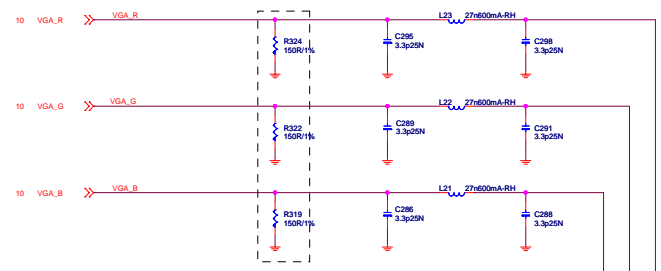 10 VGA_R VGA_R L23 27n600mA-RH
R324
150R/1%
C295
3.3p25N
C298
3.3p25N
10 VGA_G VGA_G L22 27n600mA-RH
R322
150R/1%
C289
3.3p25N
C291
3.3p25N
10 VGA_B VGA_B L21 27n600mA-RH
R319
150R/1%
C286
3.3p25N
C288
3.3p25N